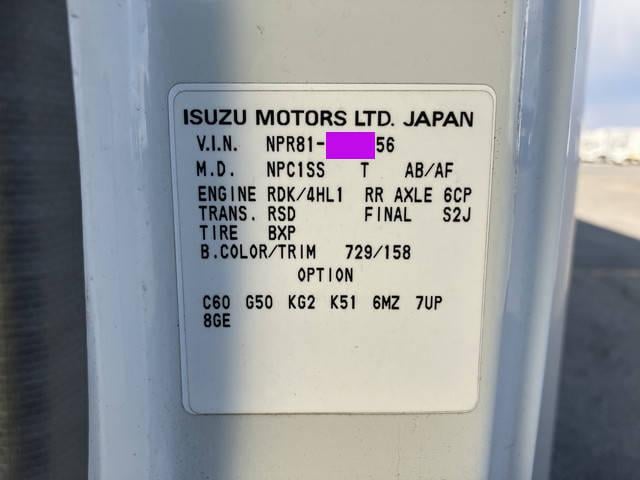 ISUZU MOTORS LTD. JAPAN
V.I.N. NPR81- 56
M.D. NPC1SS T AB/AF
ENGINE RDK/4HL1 RR AXLE 6CP
TRANS. RSD FINAL S2J
TIRE BXP
B.COLOR/TRIM 729/158
OPTION
C60 G50 KG2 K51 6MZ 7UP
8GE